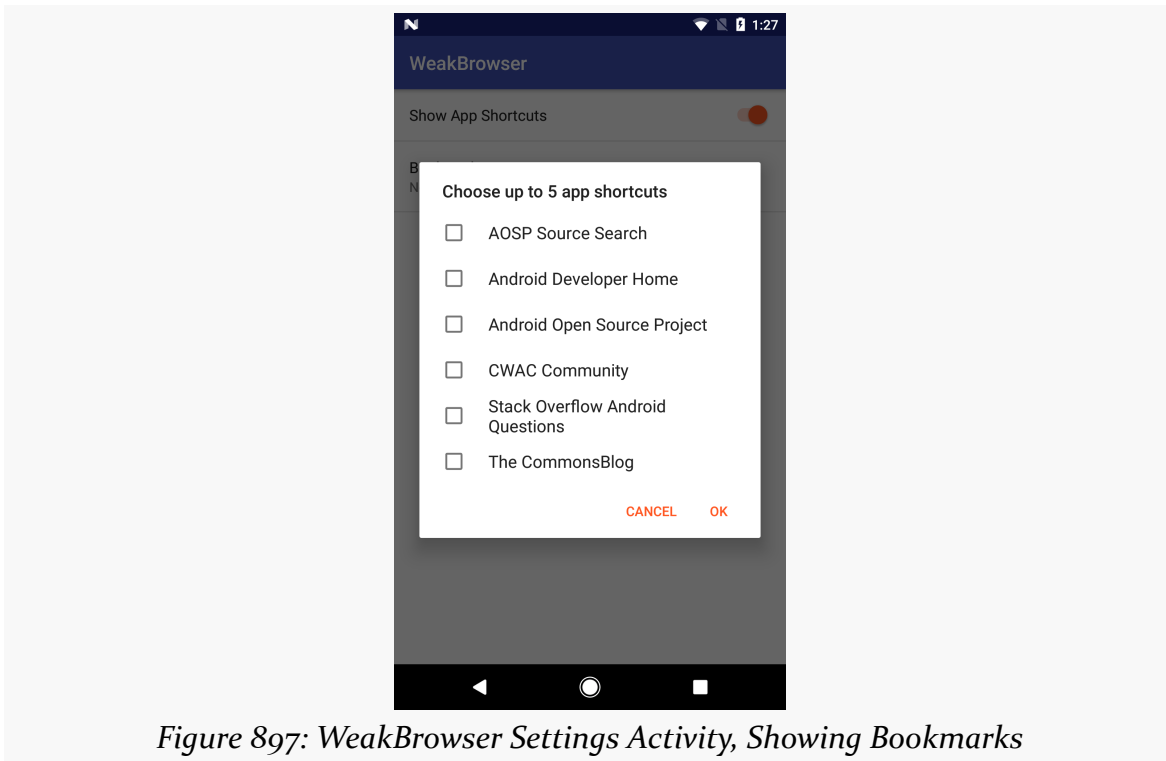 1:27
WeakBrowser
Show App Shortcuts
Choose up to 5 app shortcuts
AOSP Source Search
Android Developer Home
Android Open Source Project
CWAC Community
Stack Overflow Android
Questions
The CommonsBlog
CANCEL OK
Figure 897: WeakBrowser Settings Activity, Showing Bookmarks